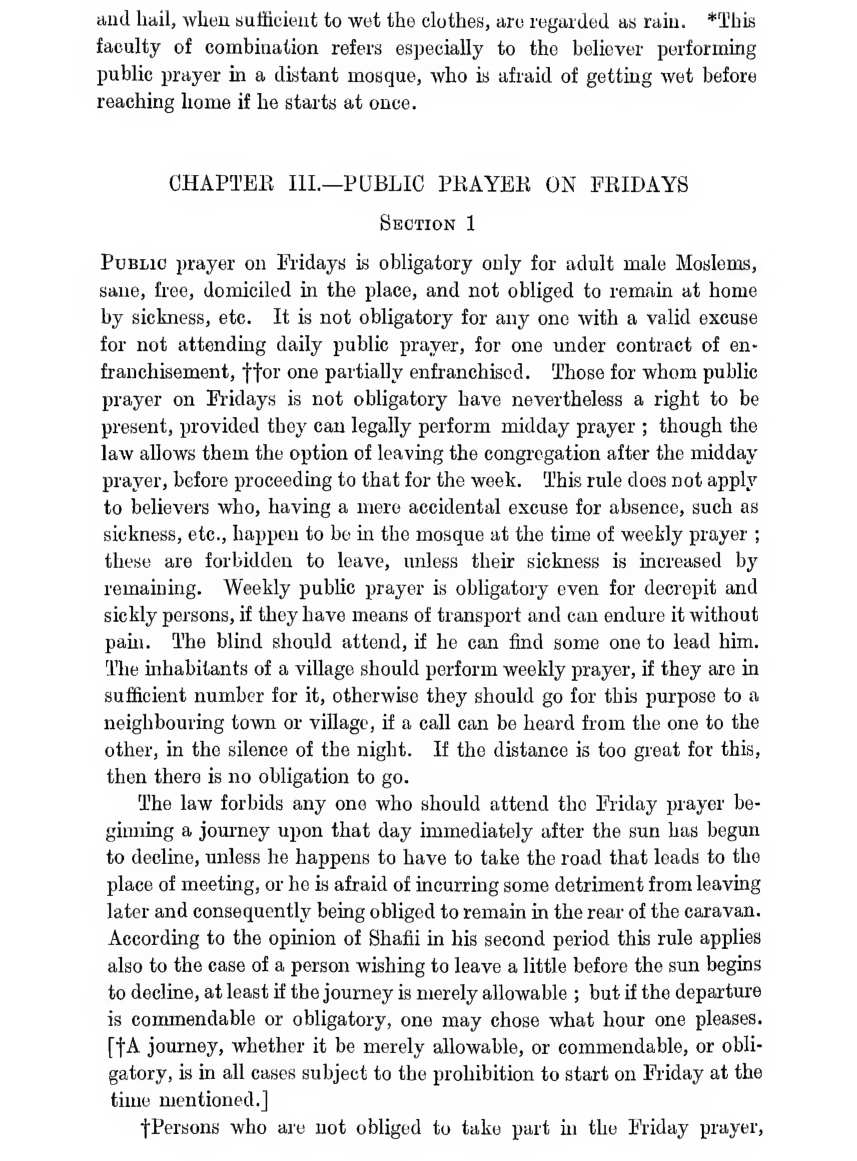 and hail, when sufficient to wet the clothes, are regarded as rain. *This
faculty of combination refers especially to the believer performing
public prayer in a distant mosque, who is afraid of getting wet before
reaching home if he starts at once.
CHAPTER III.—PUBLIC PRAYER ON FRIDAYS
SECTION 1
PUBLIC prayer on Fridays is obligatory only for adult male Moslems,
sane, free, domiciled in the place, and not obliged to remain at home
by sickness, etc. It is not obligatory for any one with a valid excuse
for not attending daily public prayer, for one under contract of en-
franchisement, ††or one partially enfranchised. Those for whom public
prayer on Fridays is not obligatory have nevertheless a right to be
present, provided they can legally perform midday prayer ; though the
law allows them the option of leaving the congregation after the midday
prayer, before proceeding to that for the week. This rule does not apply
to believers who, having a mere accidental excuse for absence, such as
sickness, etc., happen to be in the mosque at the time of weekly prayer ;
these are forbidden to leave, unless their sickness is increased by
remaining. Weekly public prayer is obligatory even for decrepit and
sickly persons, if they have means of transport and can endure it without
pain. The blind should attend, if he can find some one to lead him.
The inhabitants of a village should perform weekly prayer, if they are in
sufficient number for it, otherwise they should go for this purpose to a
neighbouring town or village, if a call can be heard from the one to the
other, in the silence of the night. If the distance is too great for this,
then there is no obligation to go.
The law forbids any one who should attend the Friday prayer be-
ginning a journey upon that day immediately after the sun has begun
to decline, unless he happens to have to take the road that leads to the
place of meeting, or he is afraid of incurring some detriment from leaving
later and consequently being obliged to remain in the rear of the caravan.
According to the opinion of Shafii in his second period this rule applies
also to the case of a person wishing to leave a little before the sun begins
to decline, at least if the journey is merely allowable ; but if the departure
is commendable or obligatory, one may chose what hour one pleases.
[†A journey, whether it be merely allowable, or commendable, or obli-
gatory, is in all cases subject to the prohibition to start on Friday at the
time mentioned.]
†Persons who are not obliged to take part in the Friday prayer,